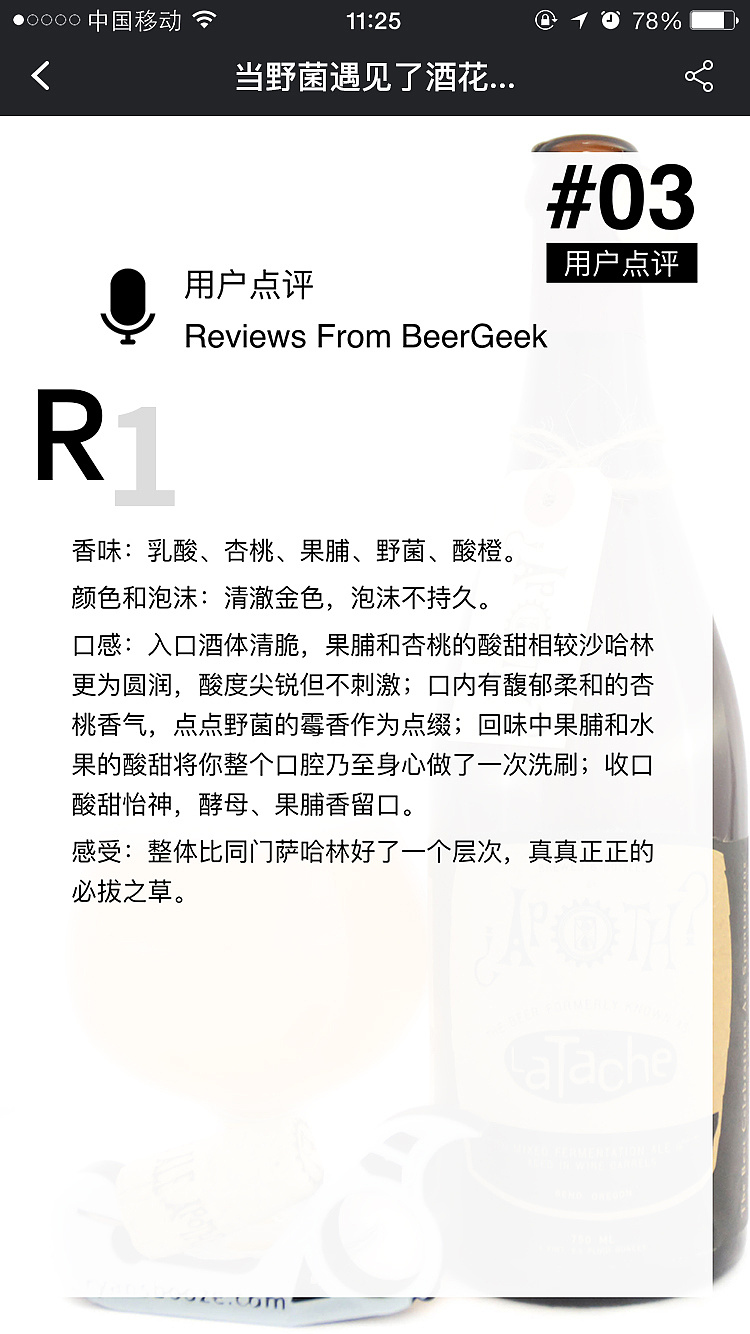 中国移动 11:25 78%
当野菌遇见了酒花...
#03
用户点评
用户点评
Reviews From BeerGeek
R1
香味：乳酸、杏桃、果脯、野菌、酸橙。
颜色和泡沫：清澈金色，泡沫不持久。
口感：入口酒体清脆，果脯和杏桃的酸甜相较沙哈林
更为圆润，酸度尖锐但不刺激；口内有馥郁柔和的杏
桃香气，点点野菌的霉香作为点缀；回味中果脯和水
果的酸甜将你整个口腔乃至身心做了一次洗刷；收口
酸甜怡神，酵母、果脯香留口。
感受：整体比同门萨哈林好了一个层次，真真正正的
必拔之草。
LaTache